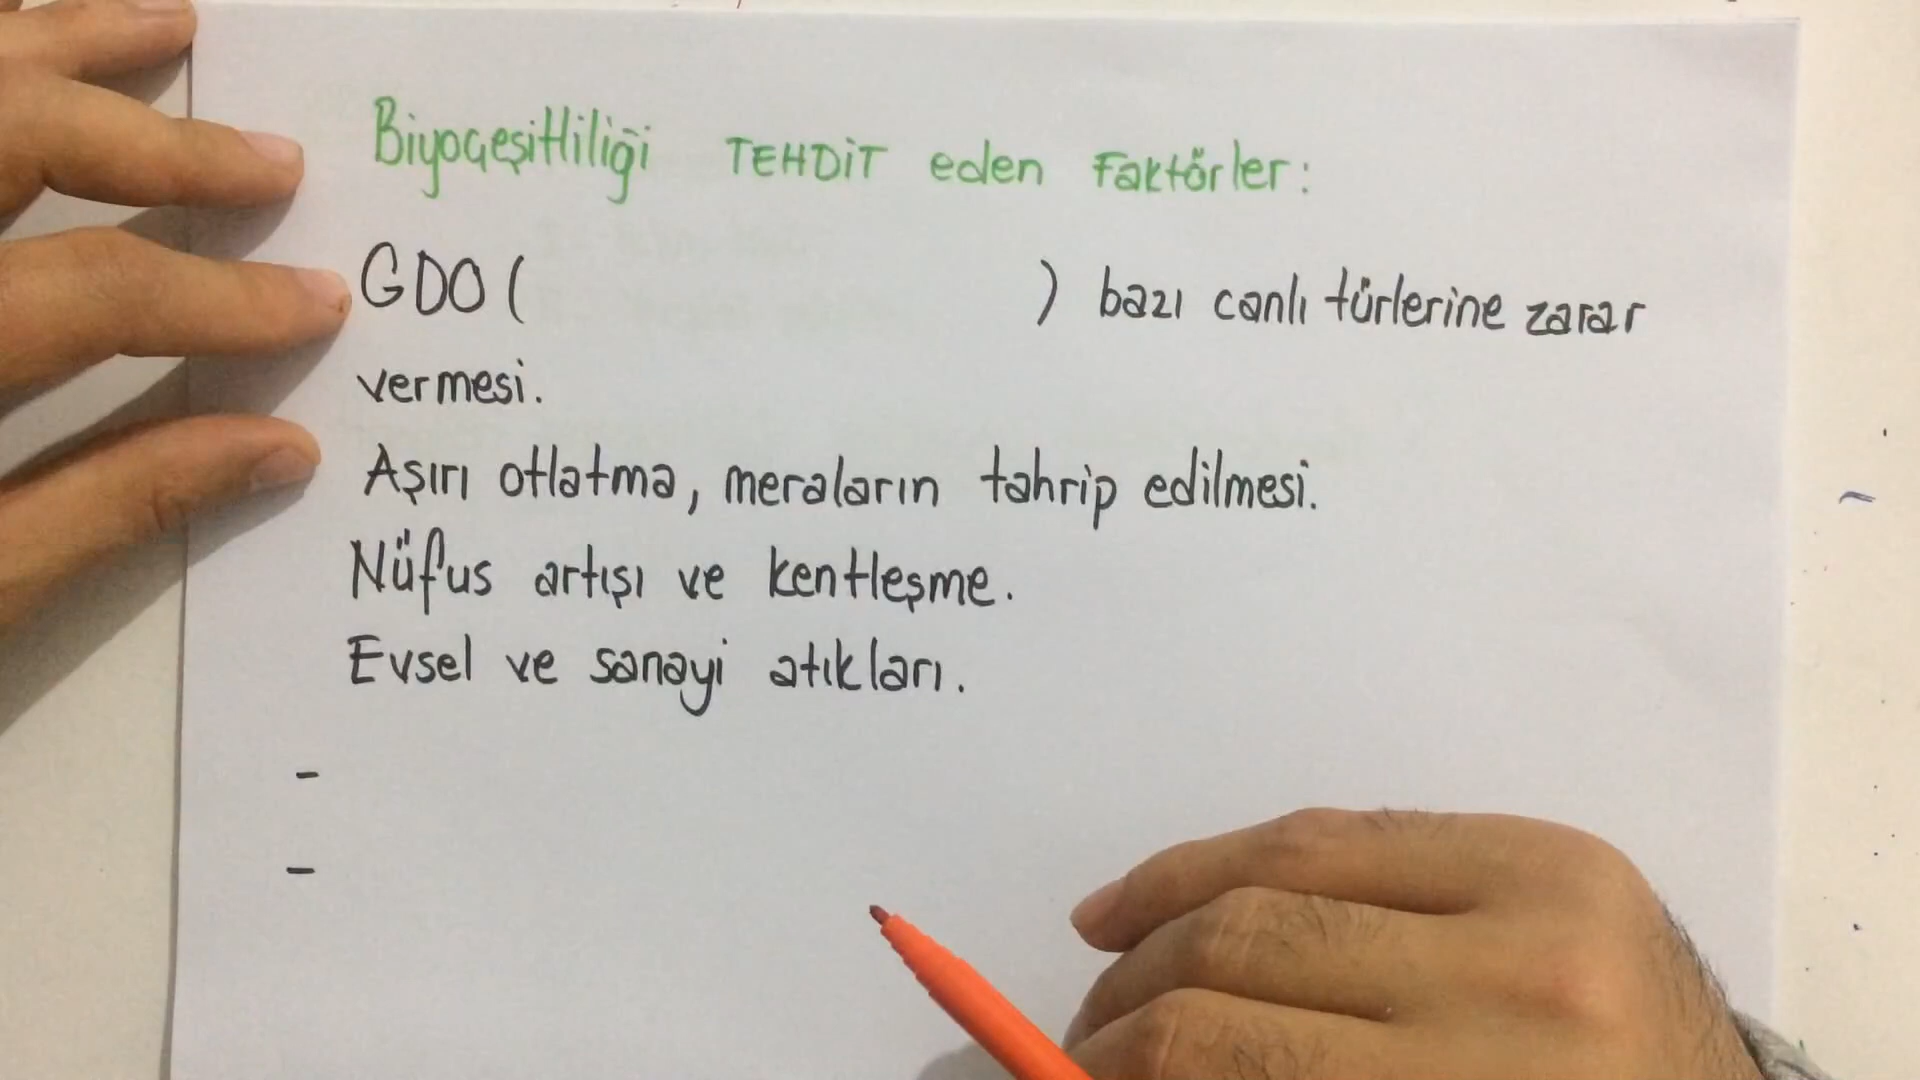 Biyoçeşitliliği TEHDİT eden Faktörler:
GDO (                ) bazı canlı türlerine zarar
vermesi.
Aşırı otlatma, meraların tahrip edilmesi.
Nüfus artışı ve kentleşme.
Evsel ve sanayi atıkları.
-
-